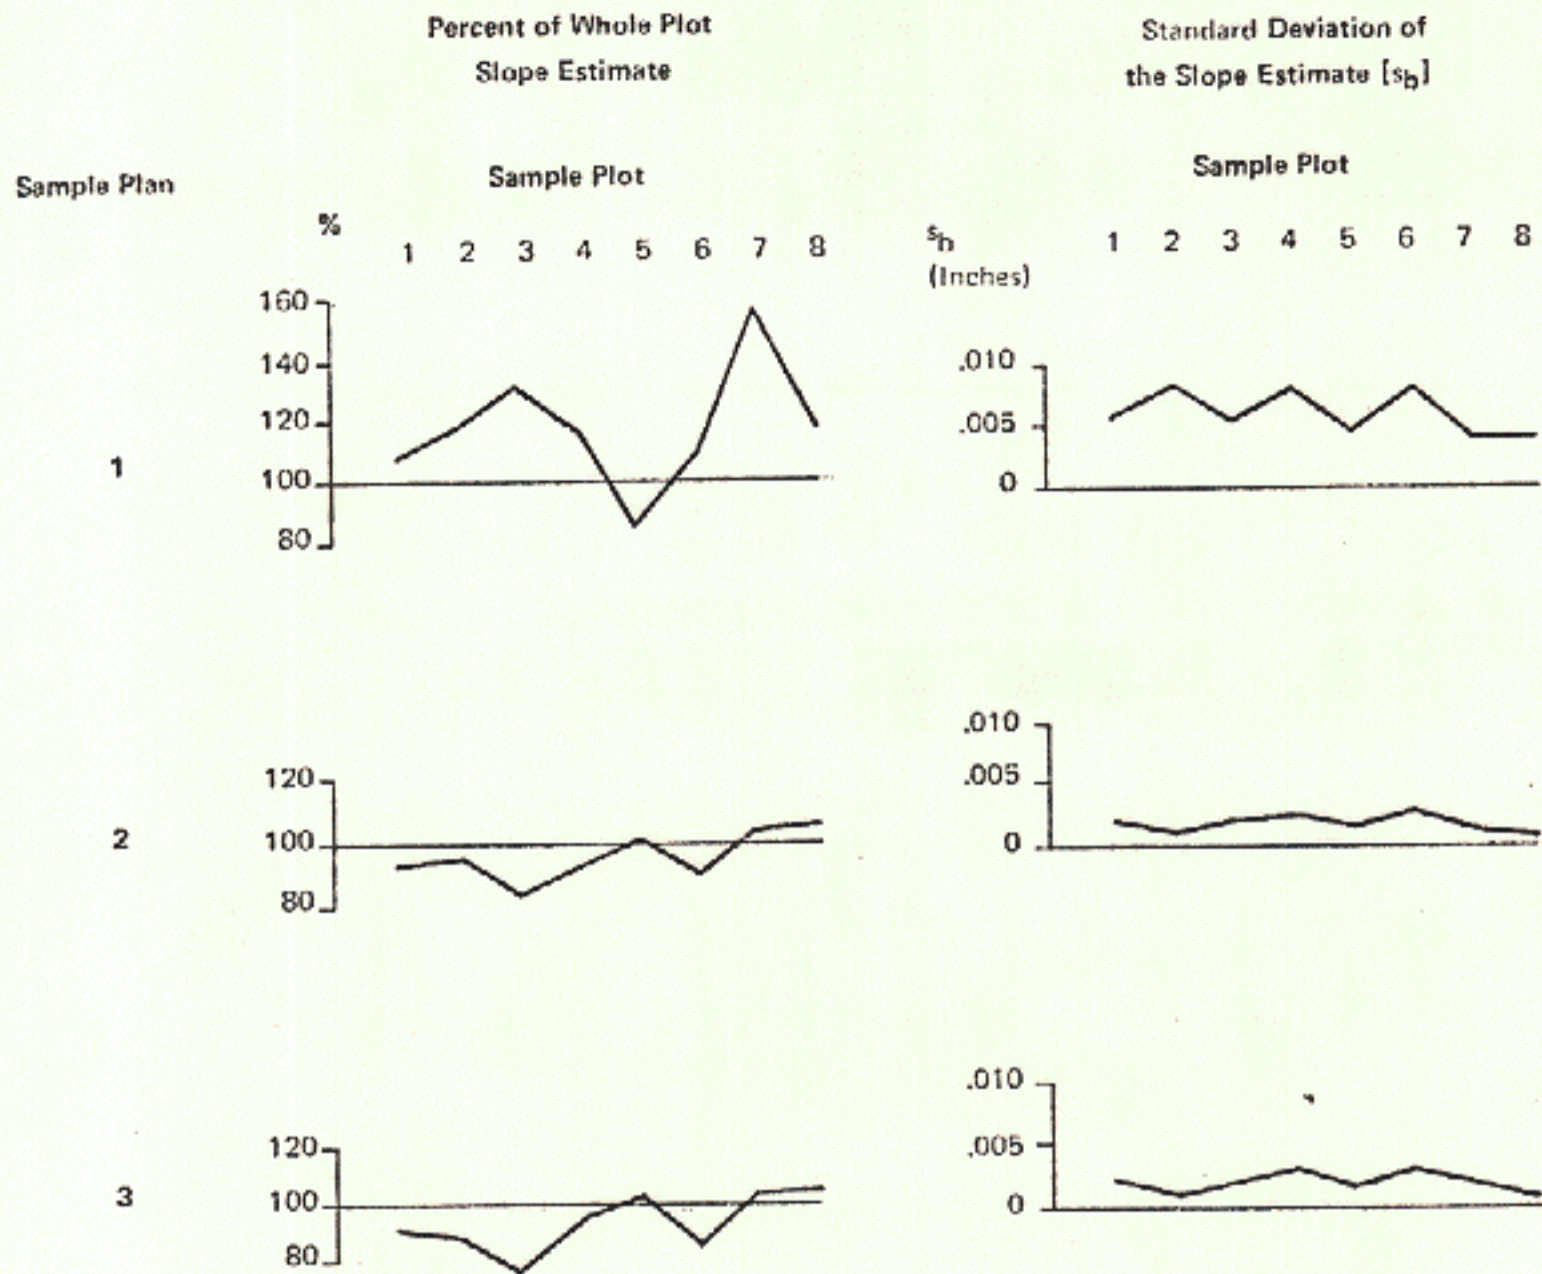 Percent of Whole Plot
Slope Estimate
Standard Deviation of
the Slope Estimate [sb]
Sample Plan
Sample Plot
Sample Plot
% 1 2 3 4 5 6 7 8
sb 1 2 3 4 5 6 7 8
(Inches)
1
160
140
120
100
80
.010
.005
0
2
120
100
80
.010
.005
0
3
120
100
80
.010
.005
0